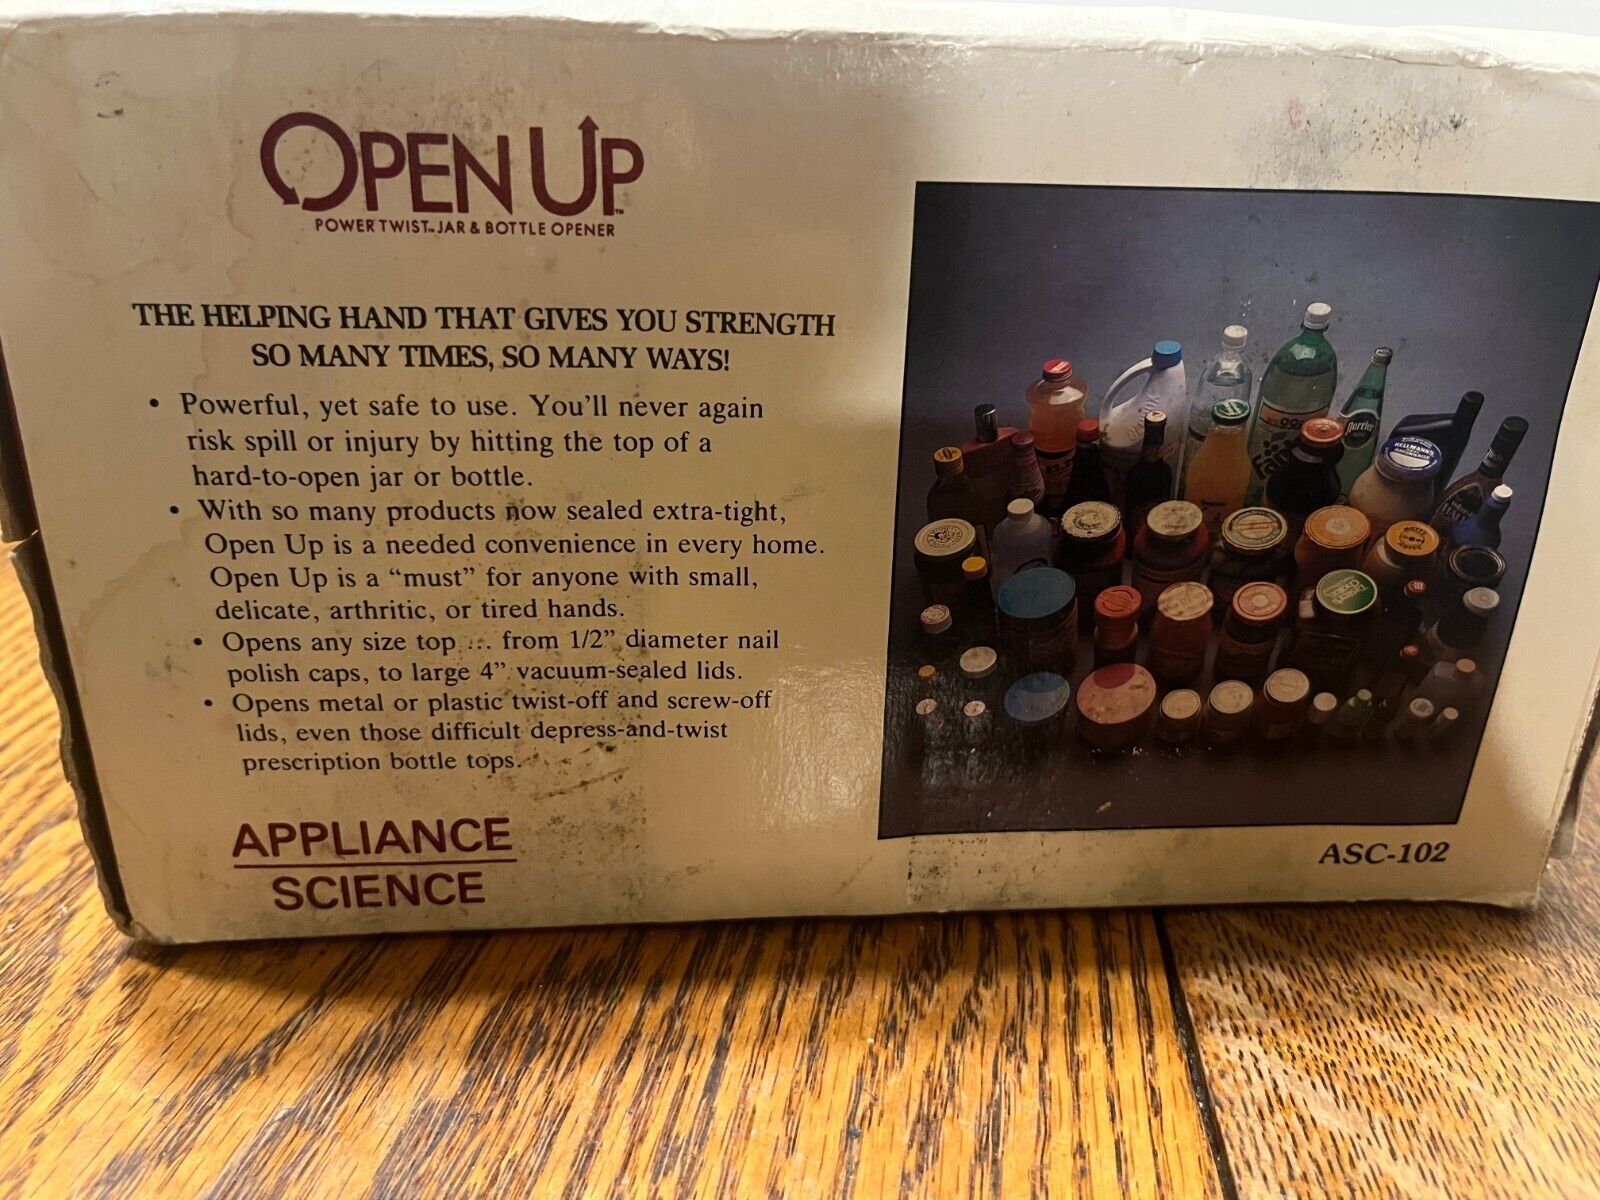 OPEN UP™
POWER TWIST™ JAR & BOTTLE OPENER
THE HELPING HAND THAT GIVES YOU STRENGTH
SO MANY TIMES, SO MANY WAYS!
• Powerful, yet safe to use. You'll never again
risk spill or injury by hitting the top of a
hard-to-open jar or bottle.
• With so many products now sealed extra-tight,
Open Up is a needed convenience in every home.
Open Up is a “must” for anyone with small,
delicate, arthritic, or tired hands.
• Opens any size top ... from 1/2” diameter nail
polish caps, to large 4” vacuum-sealed lids.
• Opens metal or plastic twist-off and screw-off
lids, even those difficult depress-and-twist
prescription bottle tops.
APPLIANCE
SCIENCE
Perrier
HELLMANN'S
99¢
ASC-102